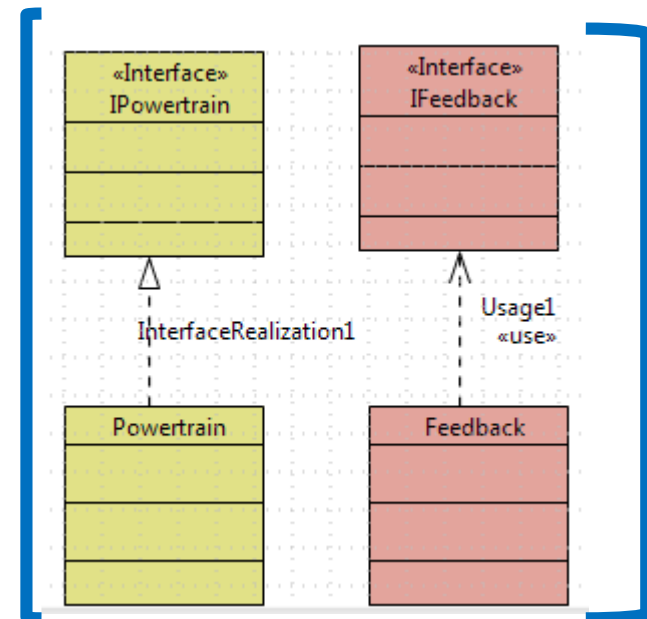 «Interface»
IPowertrain
«Interface»
IFeedback
InterfaceRealization1
Usage1
«use»
Powertrain
Feedback